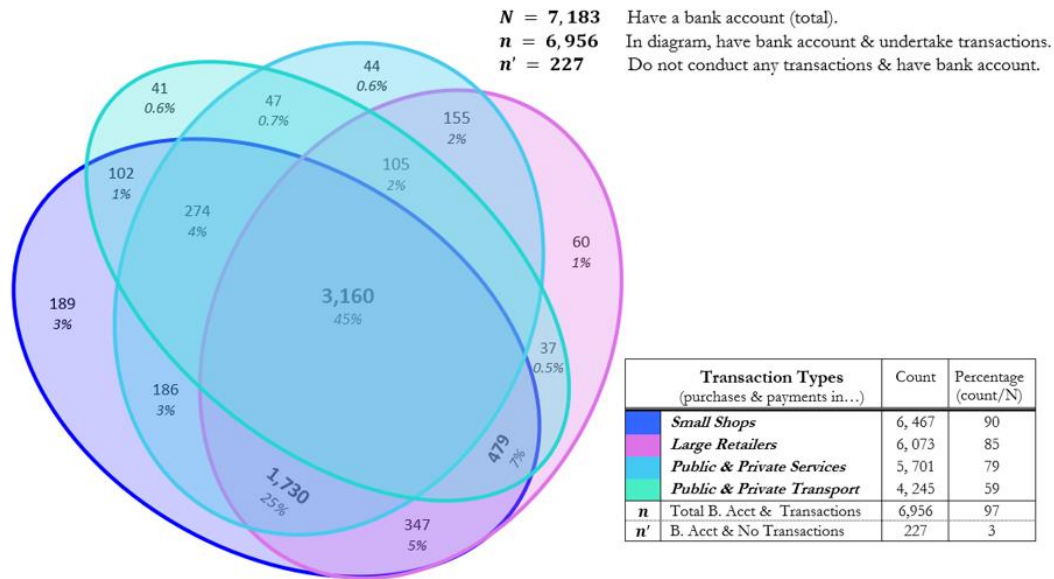 N = 7,183 Have a bank account (total).
n = 6,956 In diagram, have bank account & undertake transactions.
n' = 227 Do not conduct any transactions & have bank account.
44
0.6%
41
0.6%
47
0.7%
155
2%
105
2%
102
1%
274
4%
60
1%
3,160
45%
189
3%
37
0.5%
186
3%
479
7%
1,730
25%
347
5%
Transaction Types Count Percentage
(purchases & payments in...) (count/N)
Small Shops 6, 467 90
Large Retailers 6, 073 85
Public & Private Services 5, 701 79
Public & Private Transport 4, 245 59
n Total B. Acct & Transactions 6,956 97
n' B. Acct & No Transactions 227 3